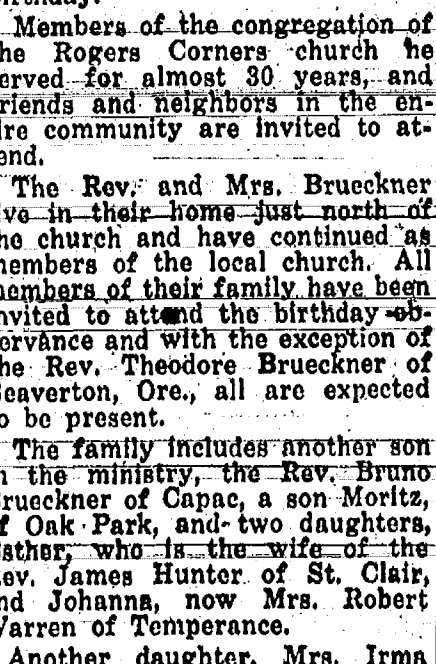 birthday.
Members of the congregation of
he Rogers Corners church he
erved for almost 30 years, and
riends and neighbors in the en-
ire community are invited to at-
end.
The Rev. and Mrs. Brueckner
ive in their home just north of
he church and have continued as
members of the local church. All
members of their family have been
nvited to attend the birthday ob-
ervance and with the exception of
he Rev. Theodore Brueckner of
eaverton, Ore., all are expected
o be present.
The family includes another son
n the ministry, the Rev. Bruno
rueckner of Capac, a son Moritz,
f Oak Park, and two daughters,
sther, who is the wife of the
ev. James Hunter of St. Clair,
nd Johanna, now Mrs. Robert
Warren of Temperance.
Another daughter, Mrs. Irma